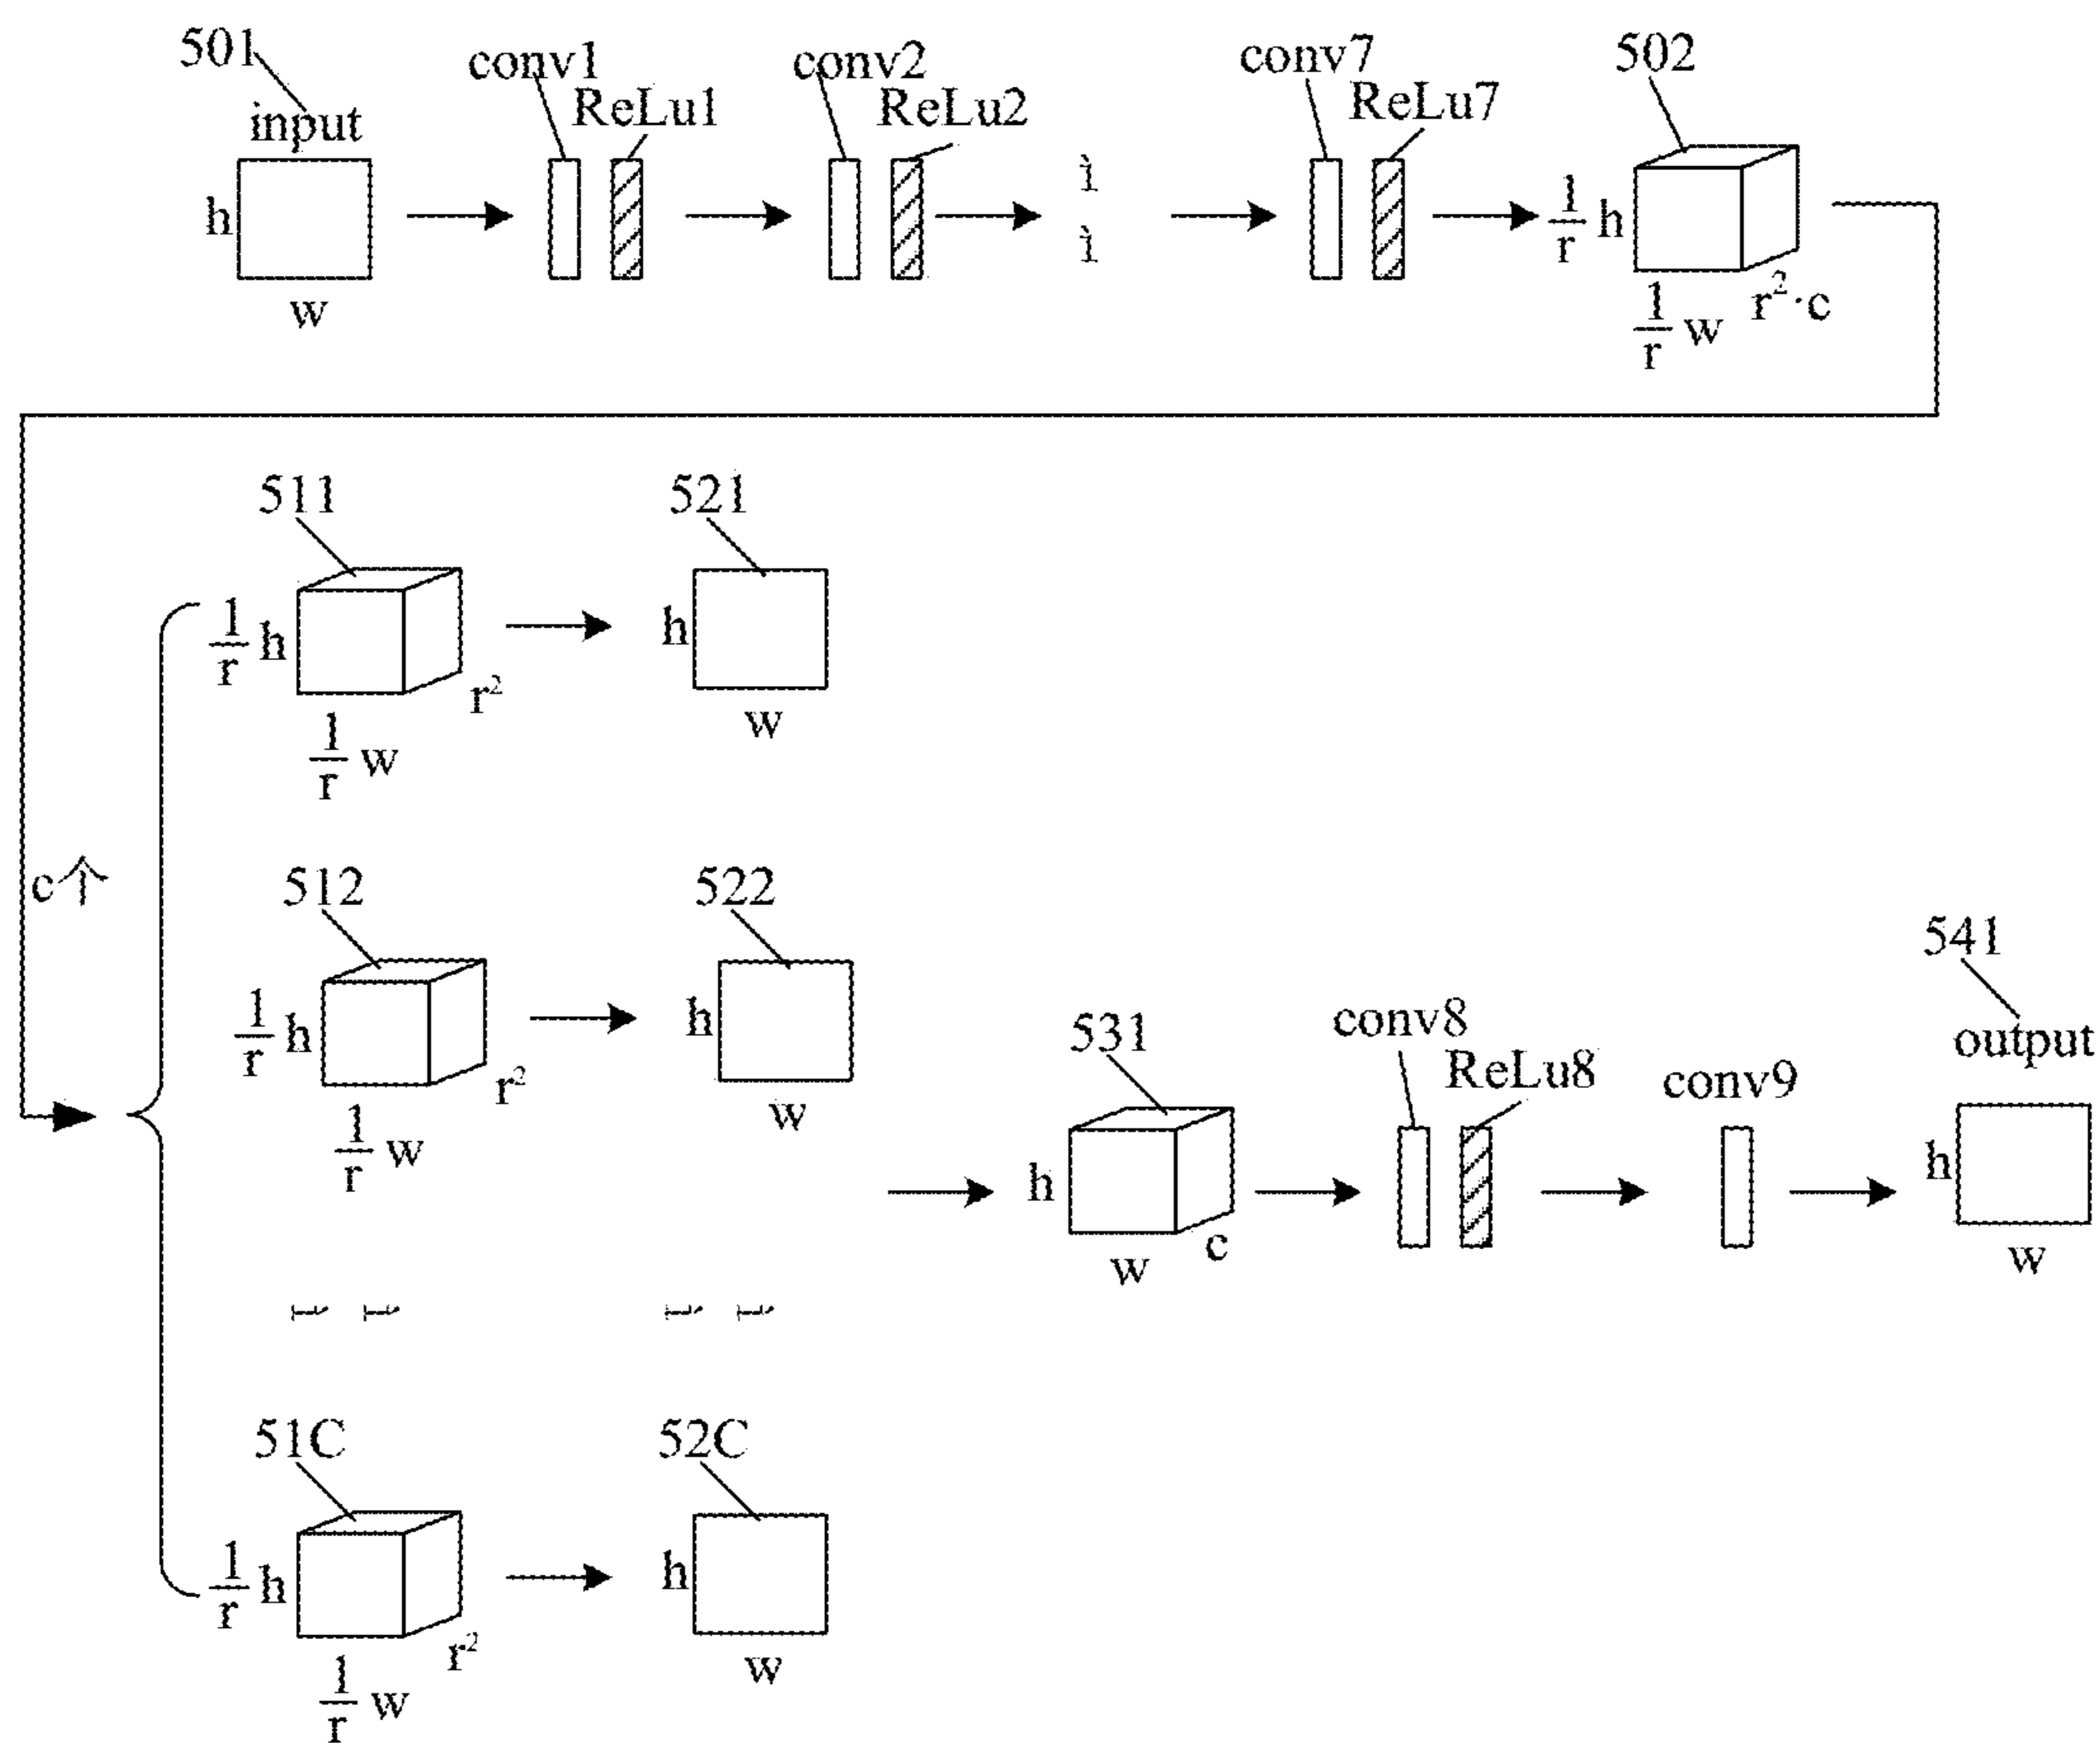 501
input
h
w
conv1
ReLu1
conv2
ReLu2
ì
ì
conv7
ReLu7
502
1/r h
1/r w
r²·c
c个
511
1/r h
1/r w
r²
521
h
w
512
1/r h
1/r w
r²
522
h
w
51C
1/r h
1/r w
r²
52C
h
w
531
h
w
c
conv8
ReLu8
conv9
541
output
h
w